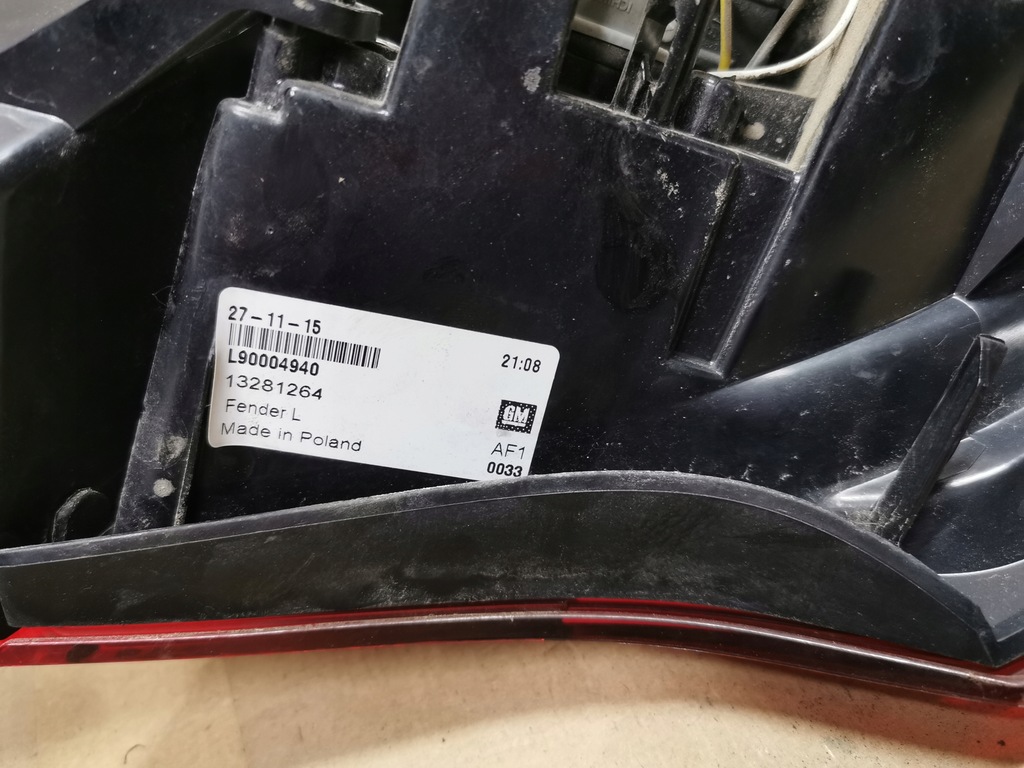 27-11-15
L90004940
21:08
13281264
Fender L
GM
Made in Poland
AF1
0033